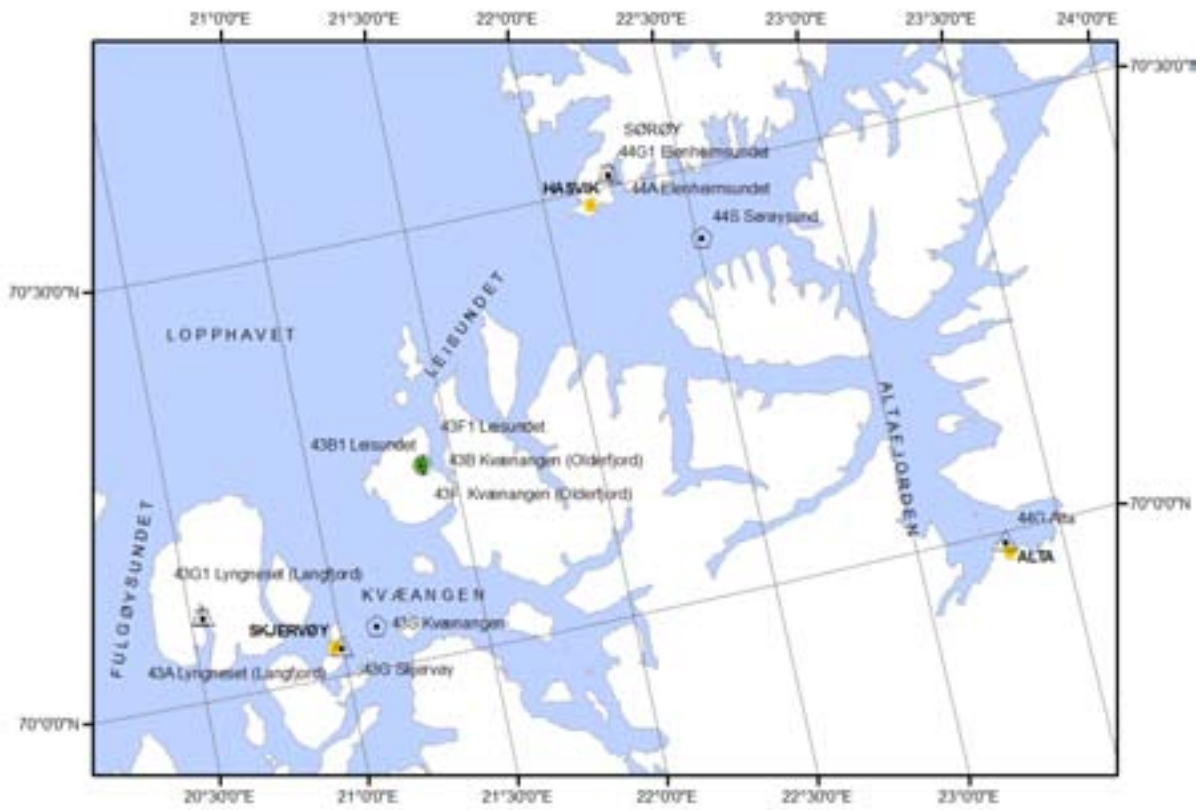 21°0'0"E 21°30'0"E 22°0'0"E 22°30'0"E 23°0'0"E 23°30'0"E 24°0'0"E
70°30'0"N
SØRØY
44G1 Elenheimsundet
HASVIK
44A Elenheimsundet
44S Sørøysund
70°30'0"N
LOPPHAVET
LEISUNDET
ALTAFJORDEN
43F1 Leisundet
43B1 Leisundet
43B Kvænangen (Olderfjord)
43F Kvænangen (Olderfjord)
70°0'0"N
44G Alta
ALTA
FULGØYSUNDET
43G1 Lyngneset (Langfjord)
KVÆANGEN
43S Kvænangen
SKJERVØY
43A Lyngneset (Langfjord)
43G Skjervøy
70°0'0"N
20°30'0"E 21°0'0"E 21°30'0"E 22°0'0"E 22°30'0"E 23°0'0"E